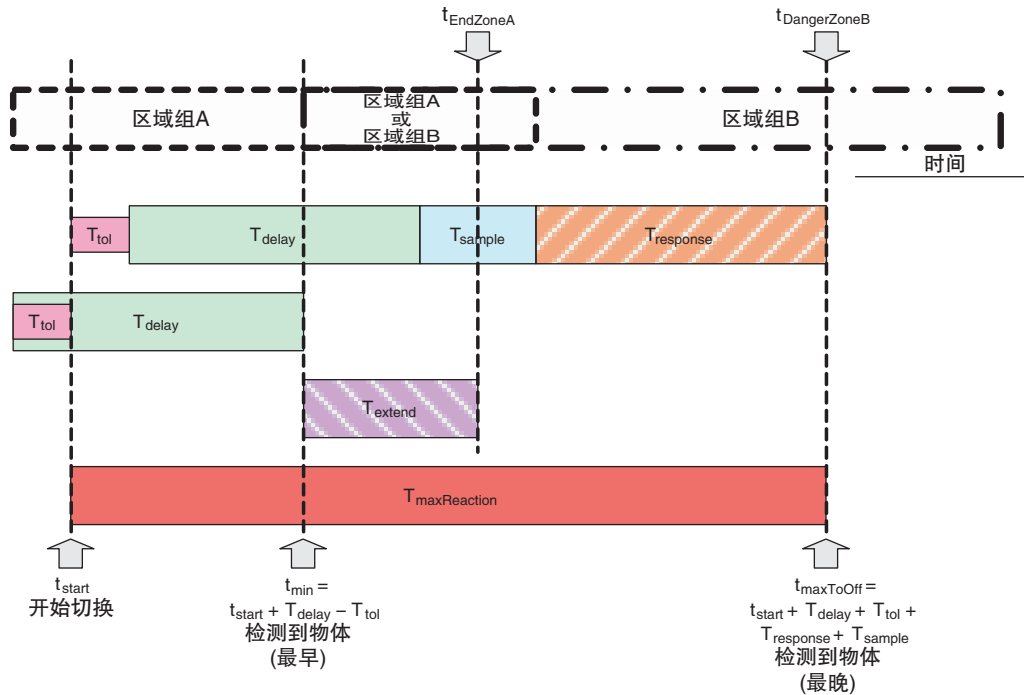 tEndZoneA
tDangerZoneB
区域组A
区域组A
或
区域组B
区域组B
时间
Ttol
Tdelay
Tsample
Tresponse
Ttol
Tdelay
Textend
TmaxReaction
tstart
开始切换
tmin =
tstart + Tdelay – Ttol
检测到物体
(最早)
tmaxToOff=
tstart + Tdelay + Ttol +
Tresponse + Tsample
检测到物体
(最晚)